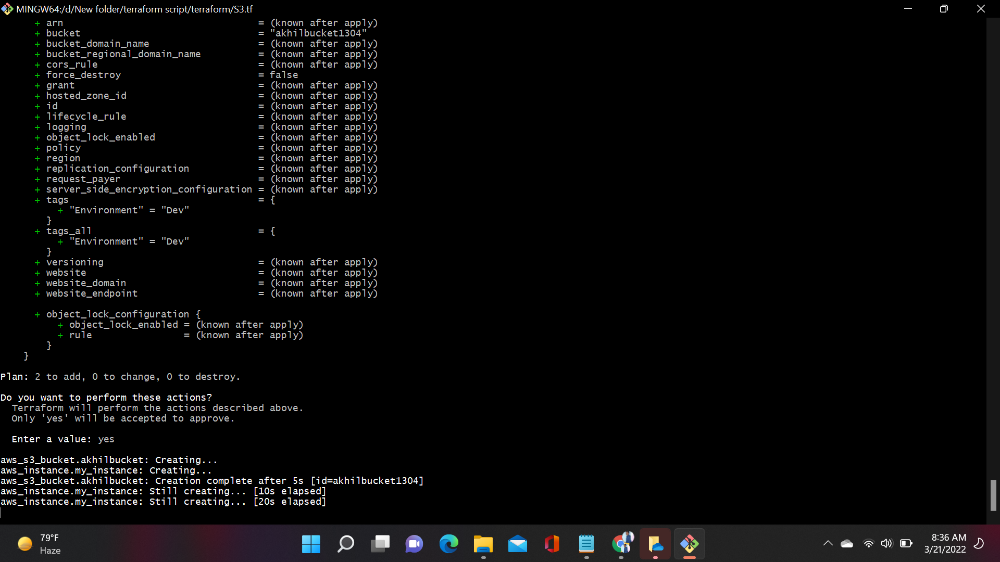 MINGW64:/d/New folder/terraform script/terraform/S3.tf
      + arn                                  = (known after apply)
      + bucket                               = "akhilbucket1304"
      + bucket_domain_name                   = (known after apply)
      + bucket_regional_domain_name          = (known after apply)
      + cors_rule                            = (known after apply)
      + force_destroy                        = false
      + grant                                = (known after apply)
      + hosted_zone_id                       = (known after apply)
      + id                                   = (known after apply)
      + lifecycle_rule                       = (known after apply)
      + logging                              = (known after apply)
      + object_lock_enabled                  = (known after apply)
      + policy                               = (known after apply)
      + region                               = (known after apply)
      + replication_configuration            = (known after apply)
      + request_payer                        = (known after apply)
      + server_side_encryption_configuration = (known after apply)
      + tags                                 = {
          + "Environment" = "Dev"
        }
      + tags_all                             = {
          + "Environment" = "Dev"
        }
      + versioning                           = (known after apply)
      + website                              = (known after apply)
      + website_domain                       = (known after apply)
      + website_endpoint                     = (known after apply)

      + object_lock_configuration {
          + object_lock_enabled = (known after apply)
          + rule                = (known after apply)
        }
    }

Plan: 2 to add, 0 to change, 0 to destroy.

Do you want to perform these actions?
  Terraform will perform the actions described above.
  Only 'yes' will be accepted to approve.

  Enter a value: yes

aws_s3_bucket.akhilbucket: Creating...
aws_instance.my_instance: Creating...
aws_s3_bucket.akhilbucket: Creation complete after 5s [id=akhilbucket1304]
aws_instance.my_instance: Still creating... [10s elapsed]
aws_instance.my_instance: Still creating... [20s elapsed]
79°F
Haze
8:36 AM
3/21/2022